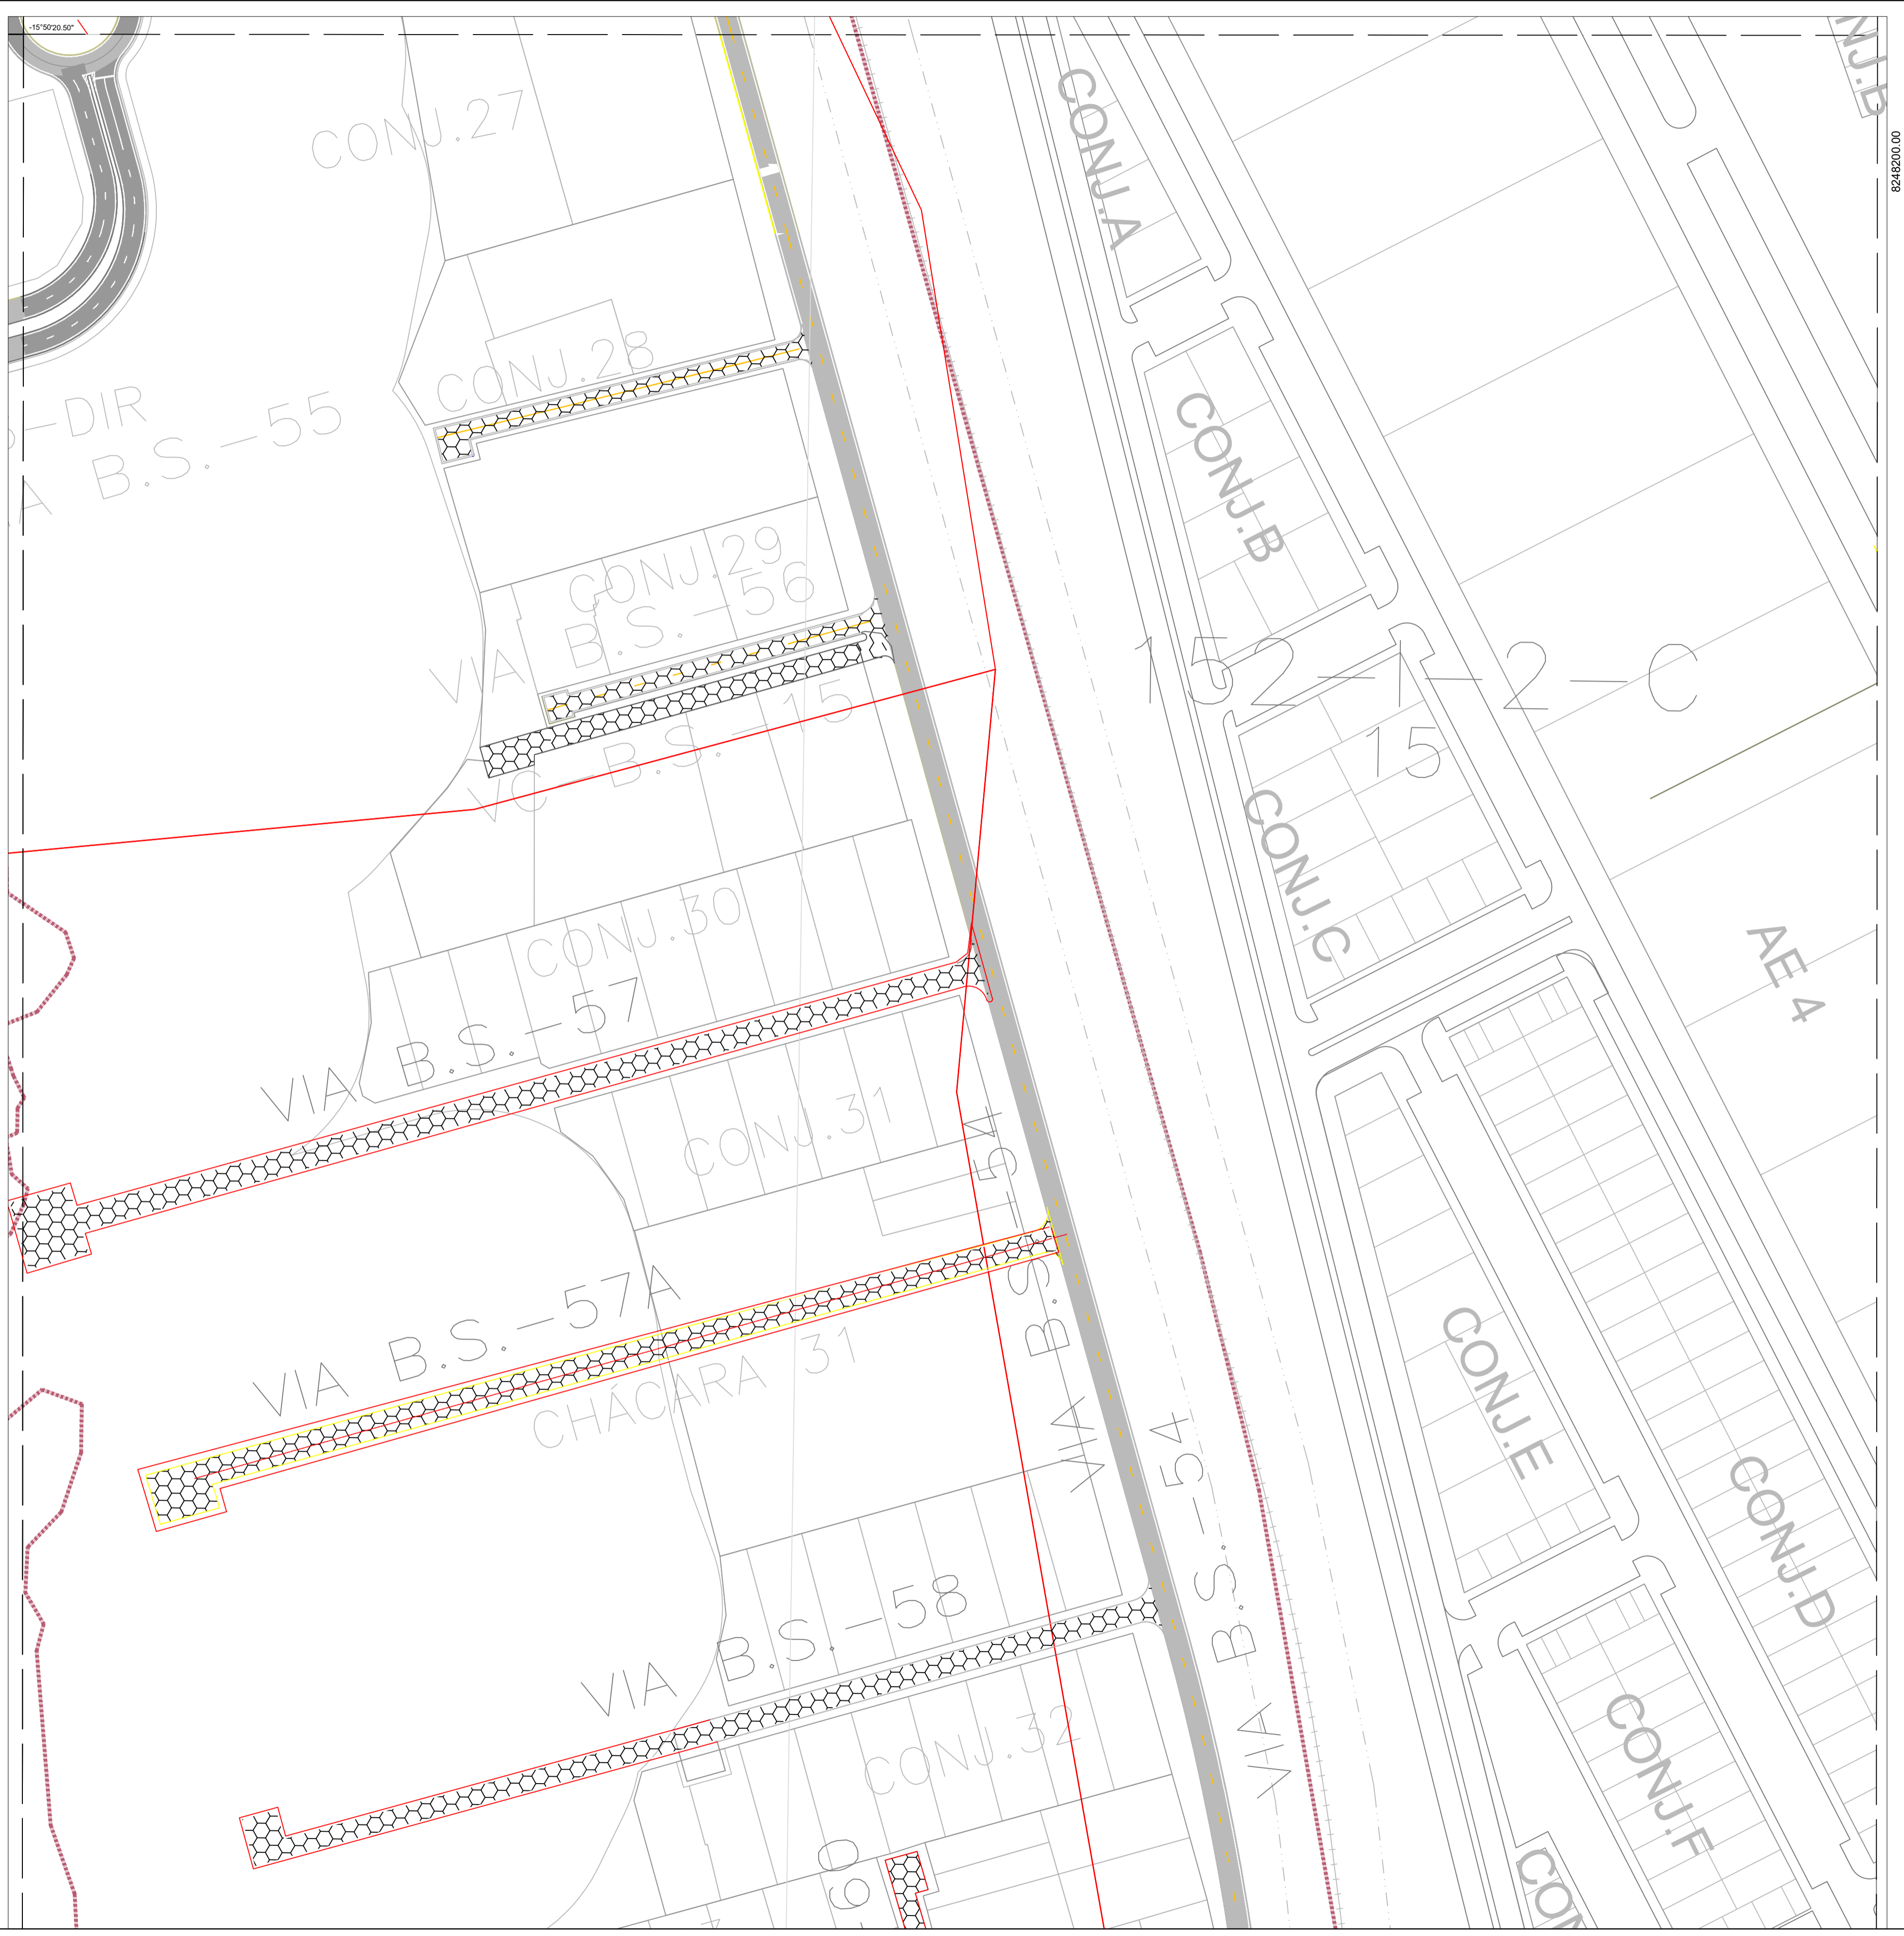 -15°50'20.50"
8248200.00
CONJ.27
CONJ.A
NJ.B
CONJ.28
-DIR
B.S.-55
CONJ.B
CONJ.29
VIA B.S.-56
VC-B.S.-15
152-1-2-C
15
CONJ.C
CONJ.30
VIA B.S.-57
AE 4
CONJ.31
VIA B.S.-54
VIA B.S.-57A
CHÁCARA 31
CONJ.E
VIA B.S.-54
CONJ.D
VIA B.S.-58
CONJ.32
CONJ.F
CON